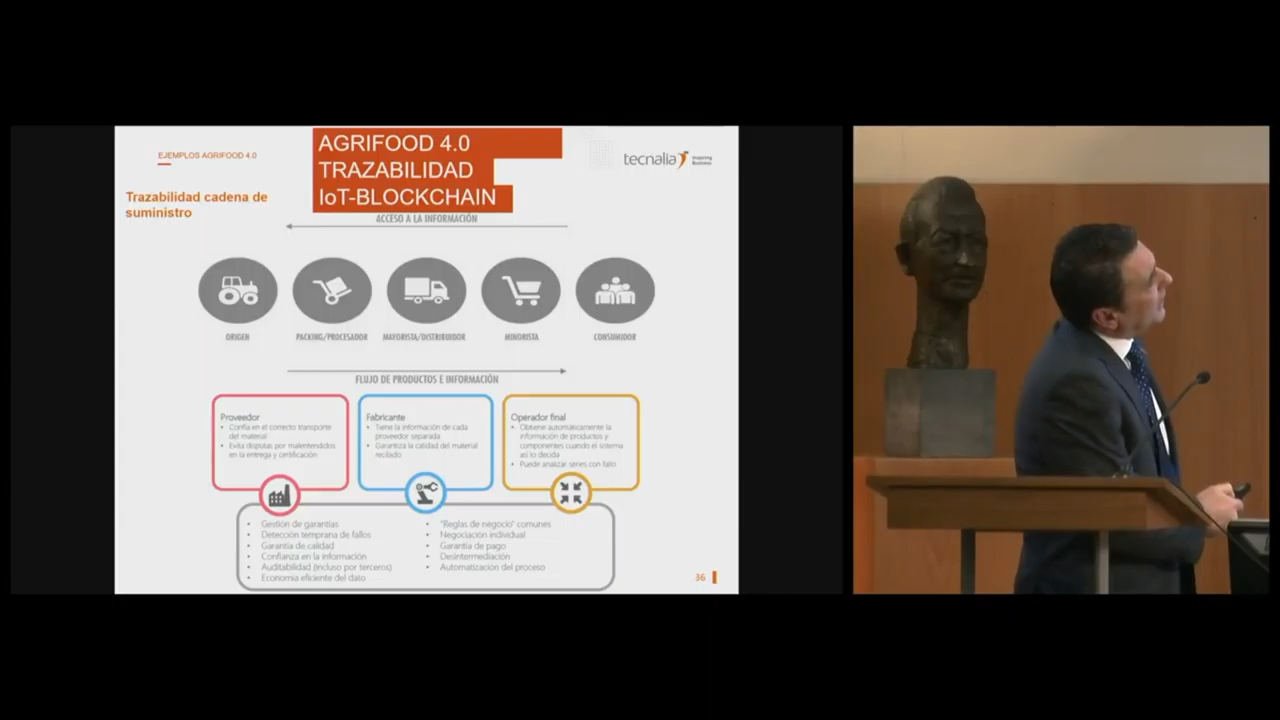 EJEMPLOS AGRIFOOD 4.0
AGRIFOOD 4.0
TRAZABILIDAD
IoT-BLOCKCHAIN
tecnalia
Inspiring
Business
Trazabilidad cadena de
suministro
ACCESO A LA INFORMACIÓN
ORIGEN
PACKING/PROCESADOR
MAYORISTA/DISTRIBUIDOR
MINORISTA
CONSUMIDOR
FLUJO DE PRODUCTOS E INFORMACIÓN
Proveedor
• Confía en el correcto transporte
del material
• Evita disputas por malentendidos
en la entrega y certificación
Fabricante
• Tiene la información de cada
proveedor separada
• Garantiza la calidad del material
recibido
Operador final
• Obtiene automáticamente la
información de productos y
componentes cuando el sistema
así lo decida
• Puede analizar series con fallo
• Gestión de garantías
• Detección temprana de fallos
• Garantía de calidad
• Confianza en la información
• Auditabilidad (incluso por terceros)
• Economía eficiente del dato
• "Reglas de negocio" comunes
• Negociación individual
• Garantía de pago
• Desintermediación
• Automatización del proceso
36